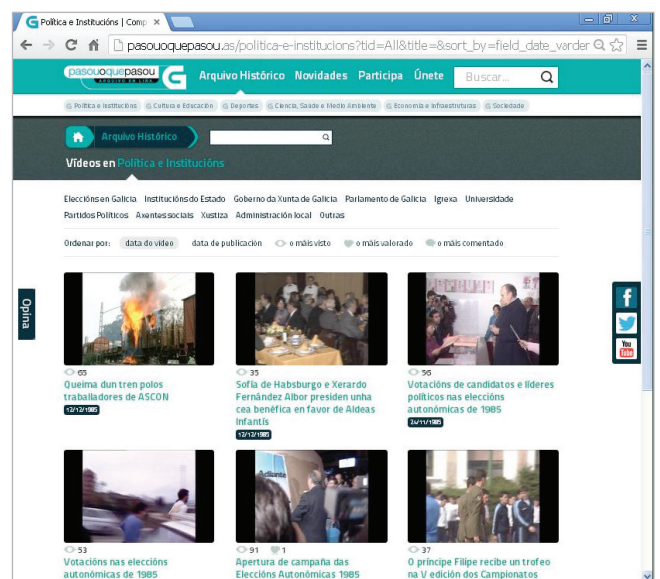 Política e Institucións | Comp
pasouoquepasou.as/politica-e-institucions?tid=All&title=&sort_by=field_date_varder
pasouoquepasou
Arquivo Histórico Novidades Participa Únete Buscar...
Política e Institucións Cultura e Educación Deportes Ciencia, Saúde e Medio Ambiente Economía e Infraestruturas Sociedade
Arquivo Histórico
Vídeos en Política e Institucións
Eleccións en Galicia Institucións do Estado Goberno da Xunta de Galicia Parlamento de Galicia Igrexa Universidade
Partidos Políticos Axentes sociais Xustiza Administración local Outras
Ordenar por: data do vídeo data de publicación o máis visto o máis valorado o máis comentado
Opina
f
You
Tube
65
Queima dun tren polos
traballadores de ASCON
12/12/1985
35
Sofía de Habsburgo e Xerardo
Fernández Albor presiden unha
cea benéfica en favor de Aldeas
Infantís
12/12/1985
56
Votacións de candidatos e líderes
políticos nas eleccións
autonómicas de 1985
24/11/1985
53
Votacións nas eleccións
autonómicas de 1985
Adiante
91 1
Apertura de campaña das
Eleccións Autonómicas 1985
37
O príncipe Filipe recibe un trofeo
na V edición dos Campionatos